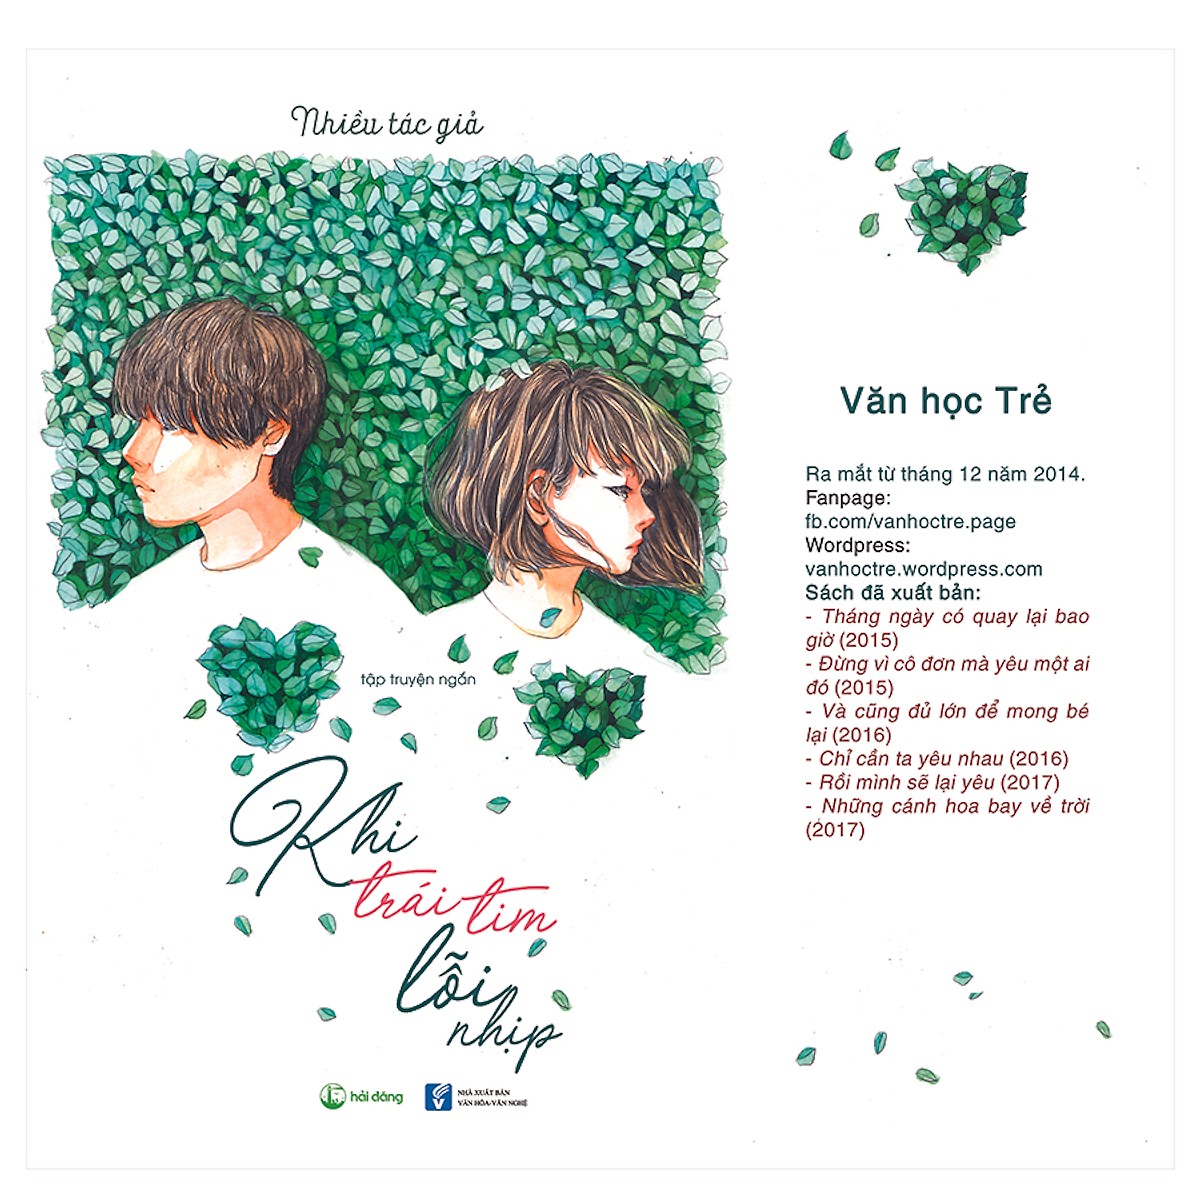 Nhiều tác giả
tập truyện ngắn
Khi
trái tim
lỗi
nhịp
hải đăng
NHÀ XUẤT BẢN
VĂN HÓA-VĂN NGHỆ
Văn học Trẻ
Ra mắt từ tháng 12 năm 2014.
Fanpage:
fb.com/vanhoctre.page
Wordpress:
vanhoctre.wordpress.com
Sách đã xuất bản:
- Tháng ngày có quay lại bao
giờ (2015)
- Đừng vì cô đơn mà yêu một ai
đó (2015)
- Và cũng đủ lớn để mong bé
lại (2016)
- Chỉ cần ta yêu nhau (2016)
- Rồi mình sẽ lại yêu (2017)
- Những cánh hoa bay về trời
(2017)